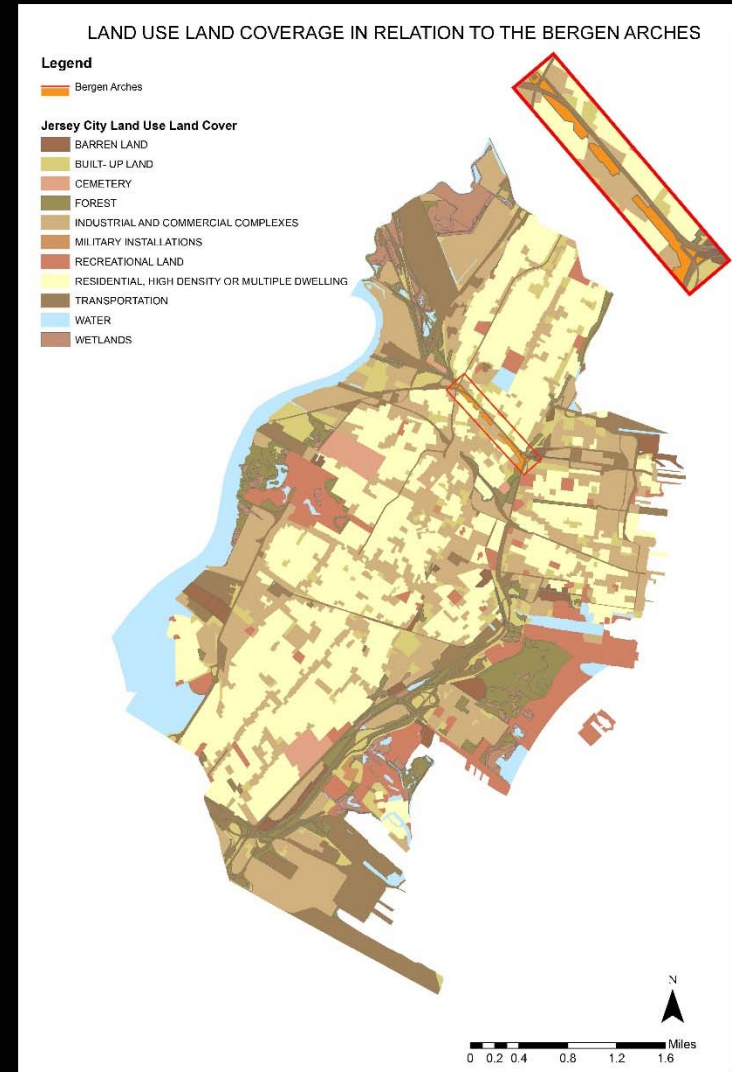 LAND USE LAND COVERAGE IN RELATION TO THE BERGEN ARCHES
Legend
Bergen Arches
Jersey City Land Use Land Cover
BARREN LAND
BUILT- UP LAND
CEMETERY
FOREST
INDUSTRIAL AND COMMERCIAL COMPLEXES
MILITARY INSTALLATIONS
RECREATIONAL LAND
RESIDENTIAL, HIGH DENSITY OR MULTIPLE DWELLING
TRANSPORTATION
WATER
WETLANDS
N
Miles
0 0.2 0.4 0.8 1.2 1.6